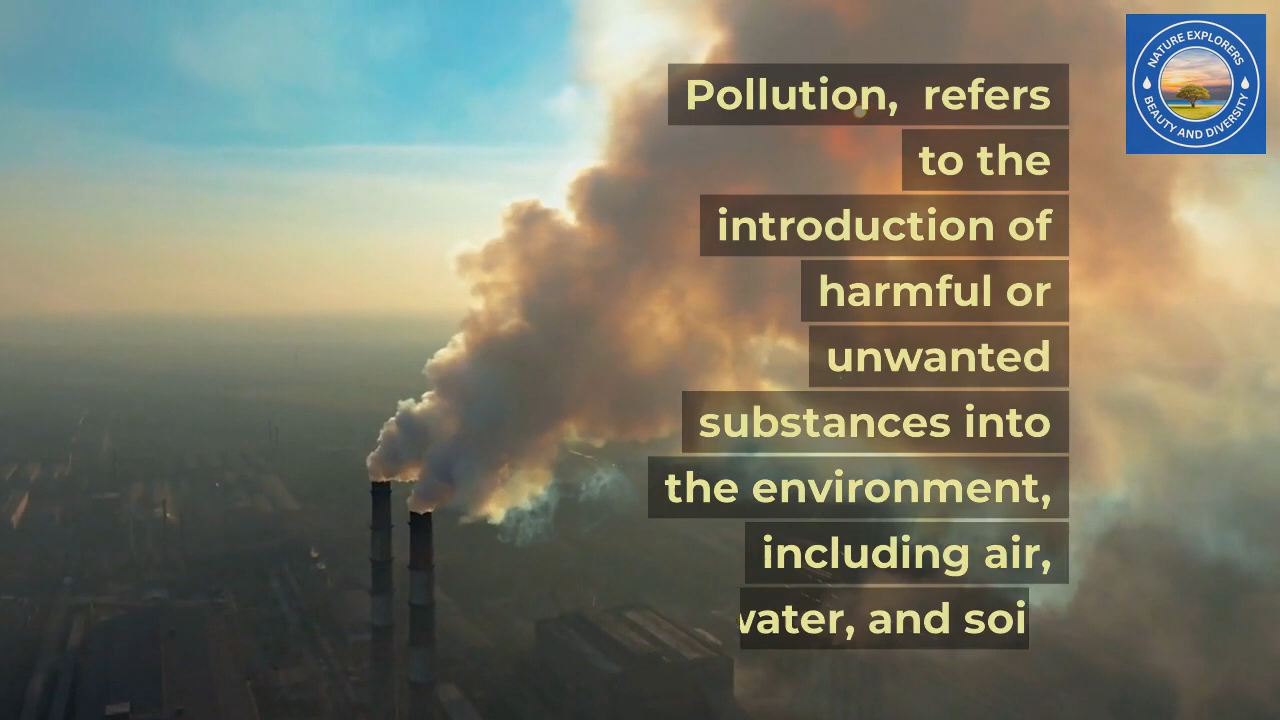 Pollution,  refers
to the
introduction of
harmful or
unwanted
substances into
the environment,
including air,
vater, and soi
NATURE EXPLORERS
BEAUTY AND DIVERSITY